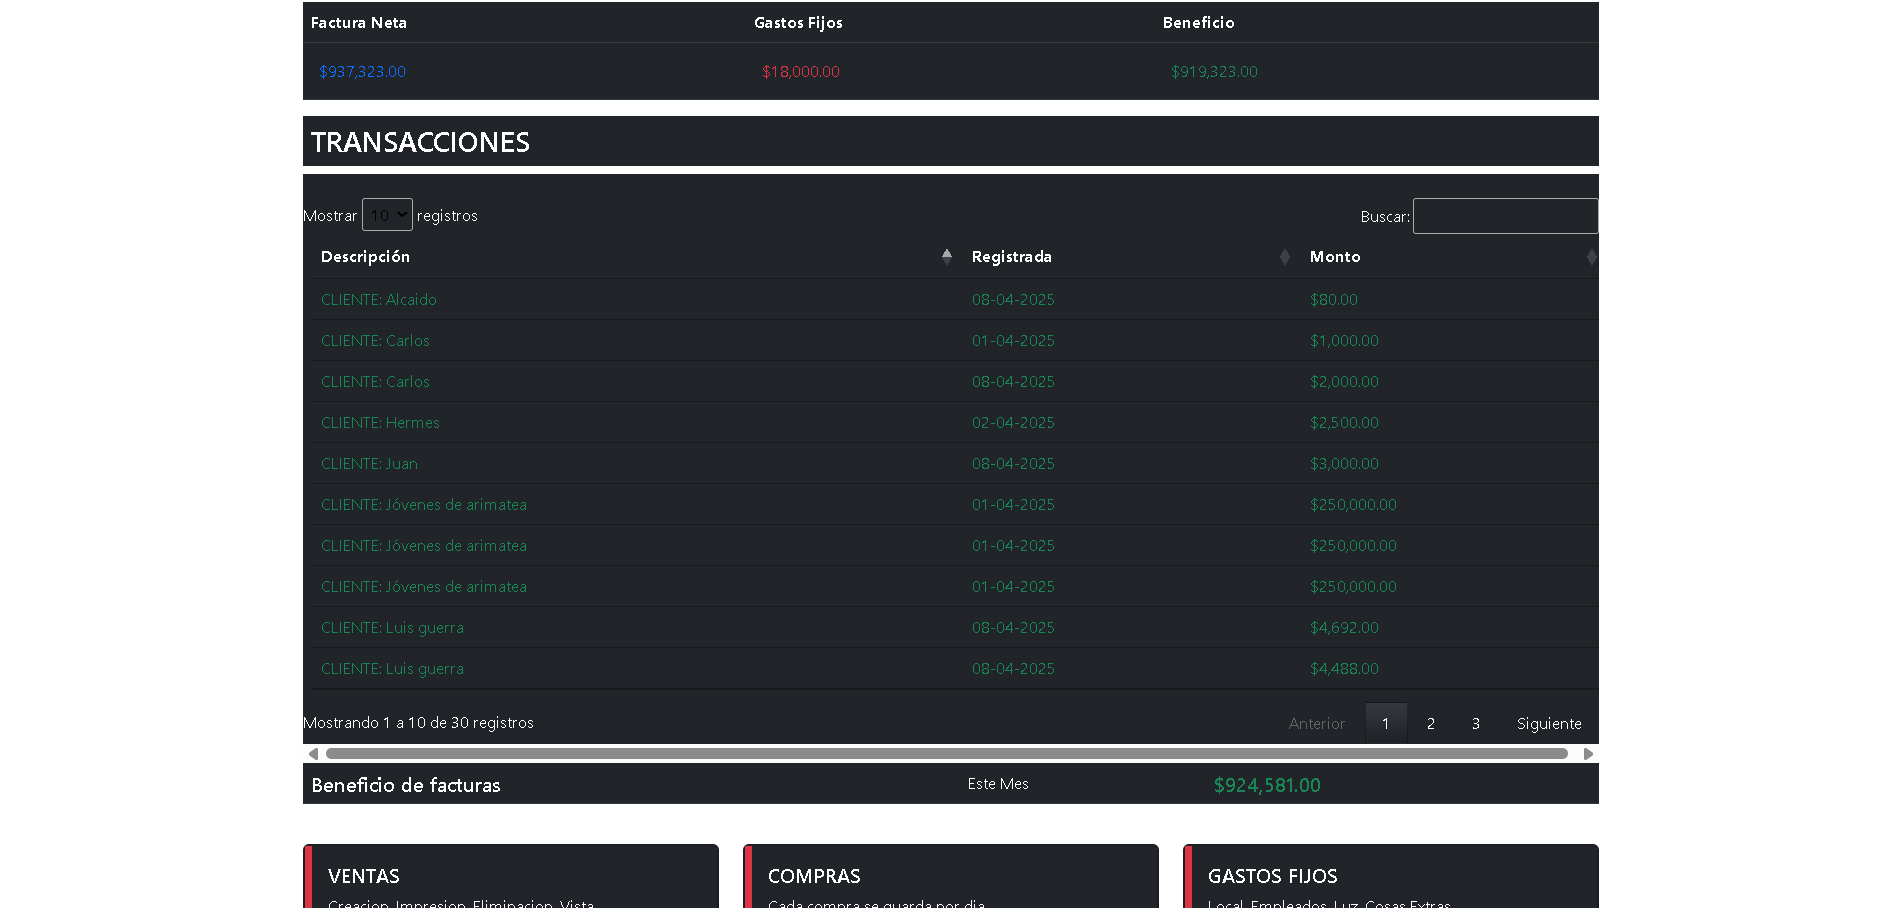 Factura Neta Gastos Fijos Beneficio
$937,323.00 $18,000.00 $919,323.00
TRANSACCIONES
Mostrar 10 registros Buscar:
Descripción Registrada Monto
CLIENTE: Alcaido 08-04-2025 $80.00
CLIENTE: Carlos 01-04-2025 $1,000.00
CLIENTE: Carlos 08-04-2025 $2,000.00
CLIENTE: Hermes 02-04-2025 $2,500.00
CLIENTE: Juan 08-04-2025 $3,000.00
CLIENTE: Jóvenes de arimatea 01-04-2025 $250,000.00
CLIENTE: Jóvenes de arimatea 01-04-2025 $250,000.00
CLIENTE: Jóvenes de arimatea 01-04-2025 $250,000.00
CLIENTE: Luis guerra 08-04-2025 $4,692.00
CLIENTE: Luis guerra 08-04-2025 $4,488.00
Mostrando 1 a 10 de 30 registros Anterior 1 2 3 Siguiente
Beneficio de facturas Este Mes $924,581.00
VENTAS COMPRAS GASTOS FIJOS
Creacion, Impresion, Eliminacion, Vista Cada compra se guarda por dia Local, Empleados, Luz, Cosas Extras